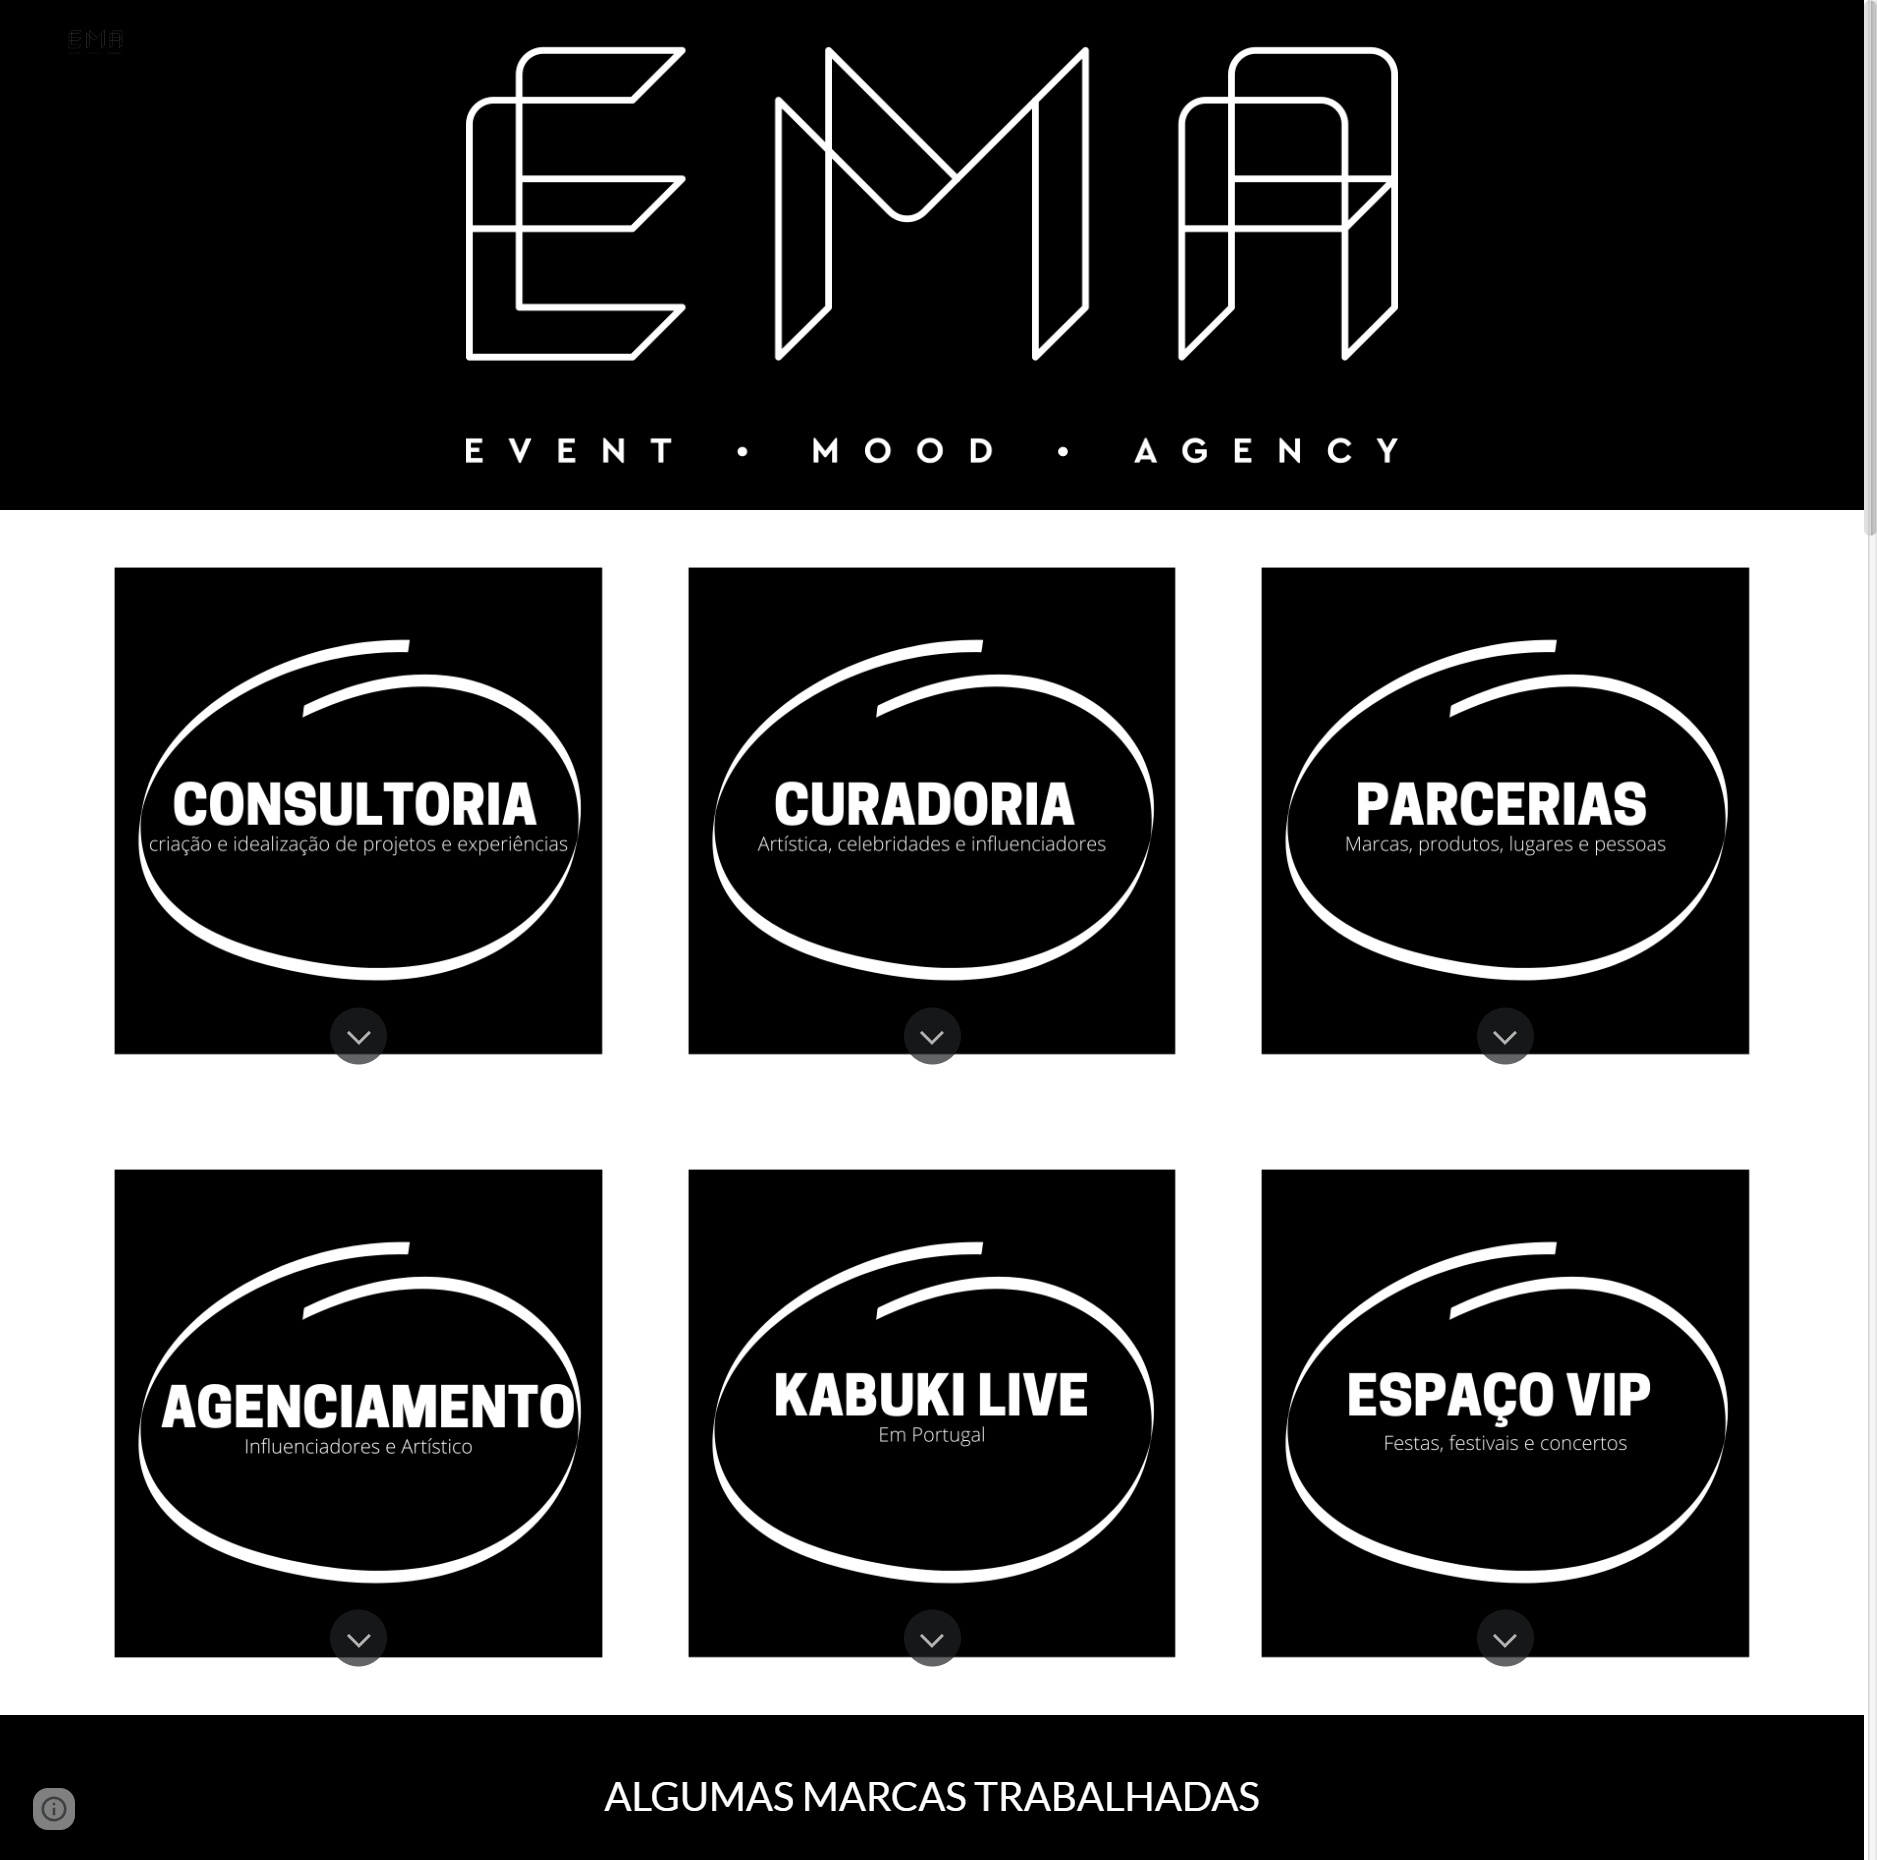 EMA
EMA
EVENT • MOOD • AGENCY
CONSULTORIA
criação e idealização de projetos e experiências
CURADORIA
Artística, celebridades e influenciadores
PARCERIAS
Marcas, produtos, lugares e pessoas
AGENCIAMENTO
Influenciadores e Artístico
KABUKI LIVE
Em Portugal
ESPAÇO VIP
Festas, festivais e concertos
ALGUMAS MARCAS TRABALHADAS